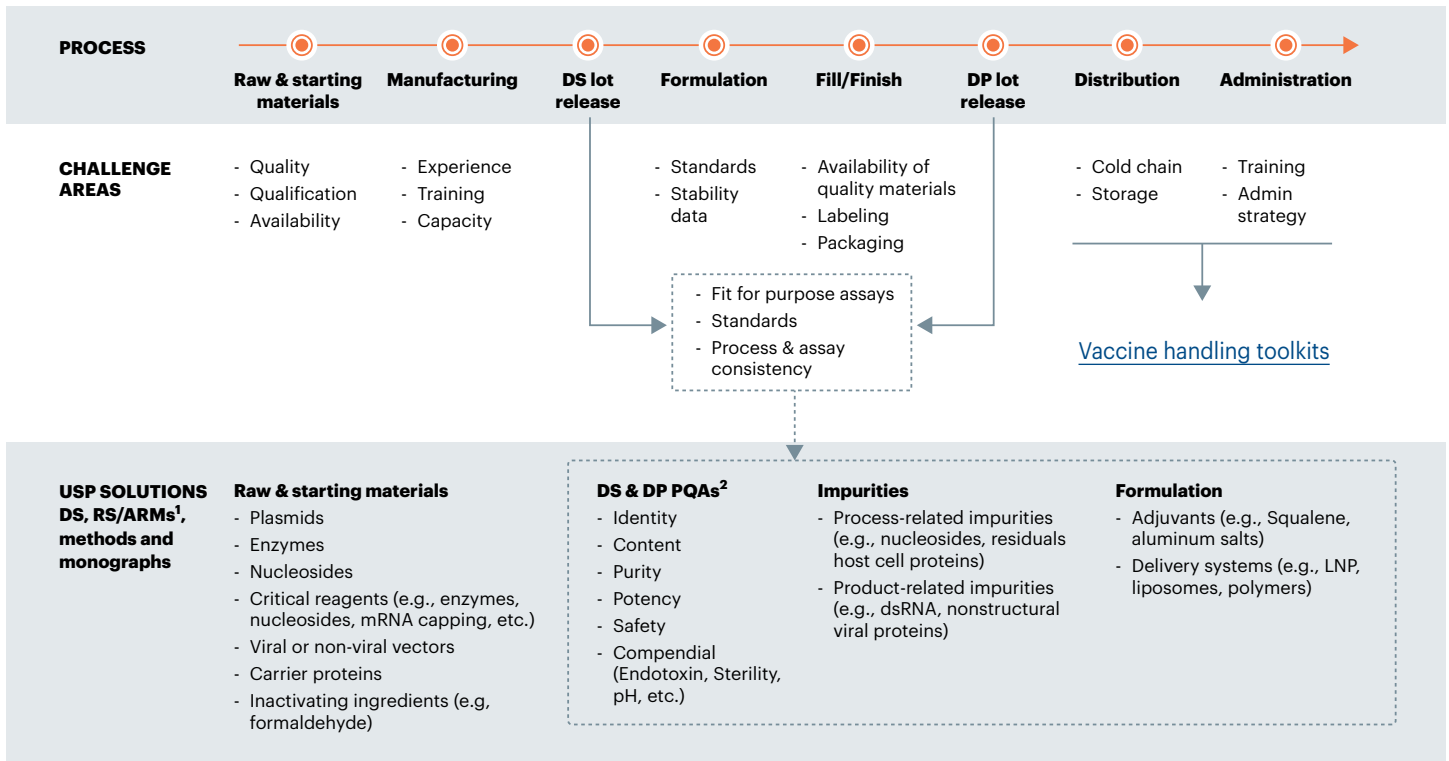 PROCESS
Raw & starting
materials
Manufacturing
DS lot
release
Formulation
Fill/Finish
DP lot
release
Distribution
Administration
CHALLENGE
AREAS
- Quality
- Qualification
- Availability
- Experience
- Training
- Capacity
- Standards
- Stability
data
- Availability of
quality materials
- Labeling
- Packaging
- Cold chain
- Storage
- Training
- Admin
strategy
- Fit for purpose assays
- Standards
- Process & assay
consistency
Vaccine handling toolkits
USP SOLUTIONS
DS, RS/ARMs¹,
methods and
monographs
Raw & starting materials
- Plasmids
- Enzymes
- Nucleosides
- Critical reagents (e.g., enzymes,
nucleosides, mRNA capping, etc.)
- Viral or non-viral vectors
- Carrier proteins
- Inactivating ingredients (e.g,
formaldehyde)
DS & DP PQAs²
- Identity
- Content
- Purity
- Potency
- Safety
- Compendial
(Endotoxin, Sterility,
pH, etc.)
Impurities
- Process-related impurities
(e.g., nucleosides, residuals
host cell proteins)
- Product-related impurities
(e.g., dsRNA, nonstructural
viral proteins)
Formulation
- Adjuvants (e.g., Squalene,
aluminum salts)
- Delivery systems (e.g., LNP,
liposomes, polymers)